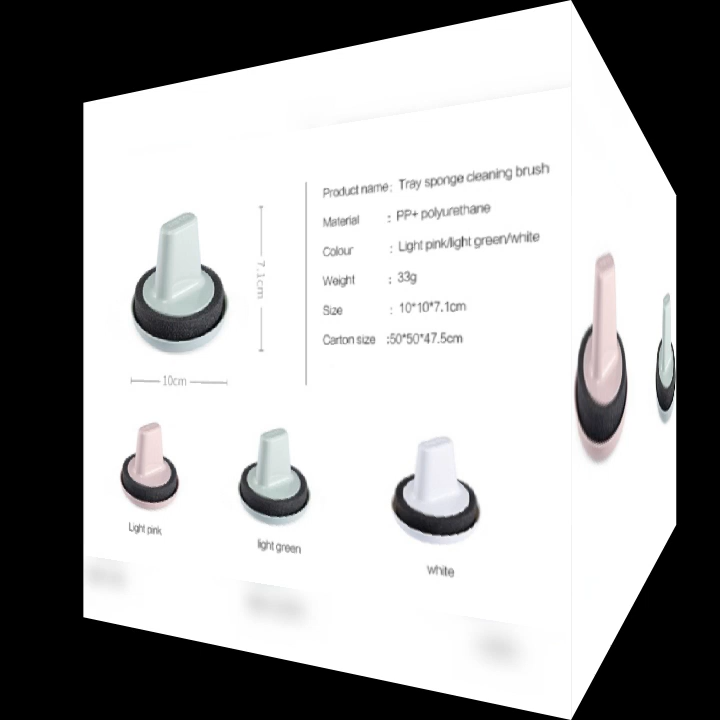 Product name: Tray sponge cleaning brush
Material : PP+ polyurethane
Colour : Light pink/light green/white
Weight : 33g
Size : 10*10*7.1cm
Carton size :50*50*47.5cm
7.1cm
10cm
Light pink
light green
white